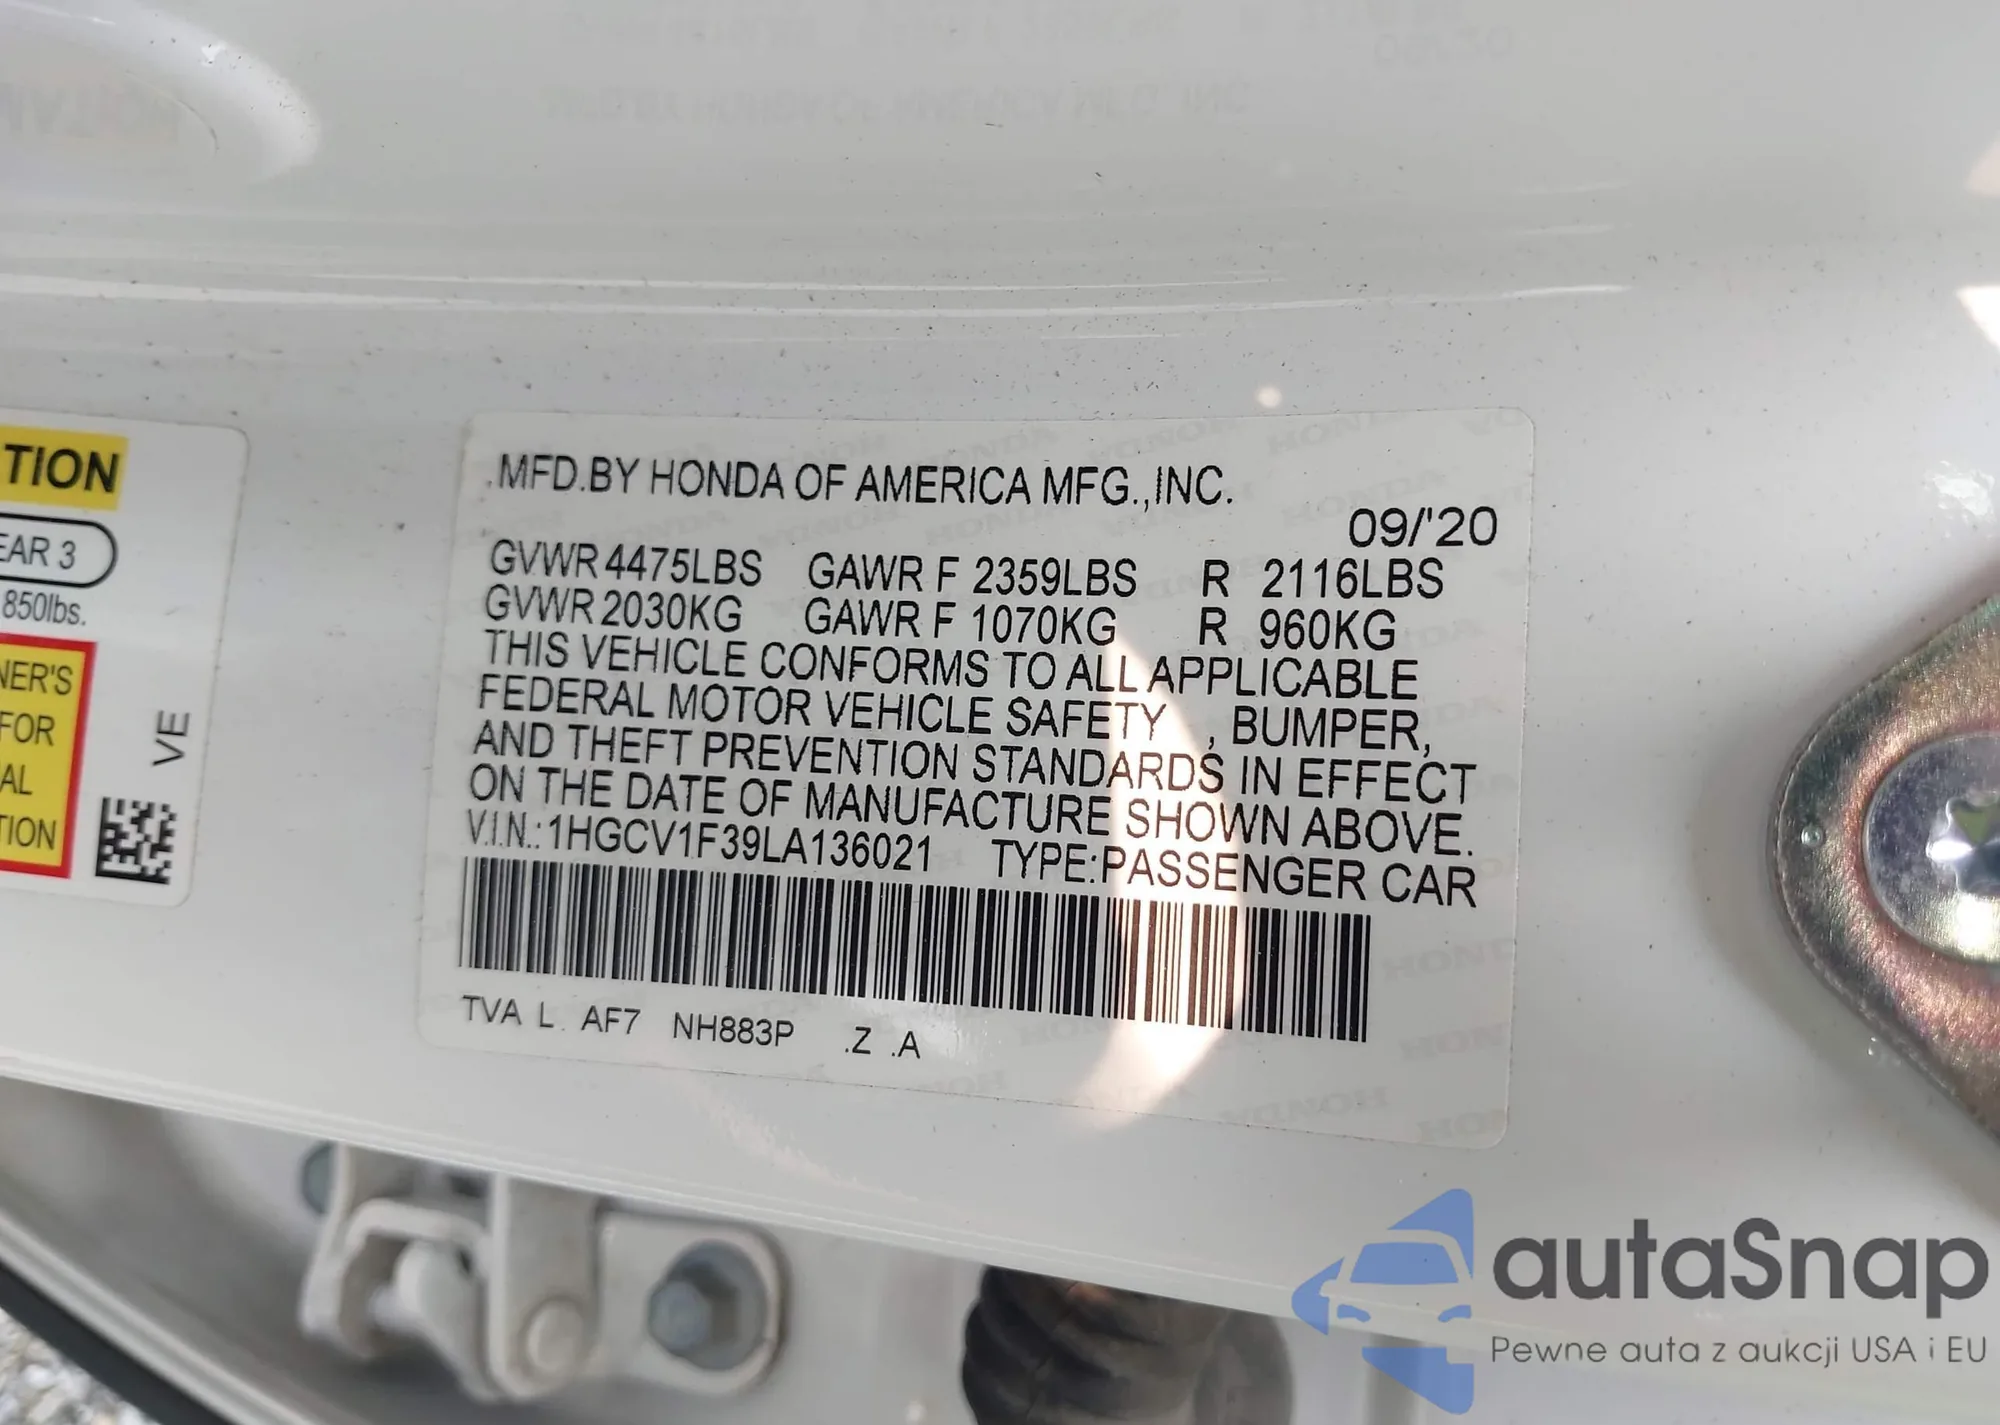 TION
EAR 3
850lbs.
NER'S
FOR
AL
TION
VE
.MFD.BY HONDA OF AMERICA MFG.,INC.
09/'20
GVWR 4475LBS GAWR F 2359LBS R 2116LBS
GVWR 2030KG GAWR F 1070KG R 960KG
THIS VEHICLE CONFORMS TO ALL APPLICABLE
FEDERAL MOTOR VEHICLE SAFETY , BUMPER,
AND THEFT PREVENTION STANDARDS IN EFFECT
ON THE DATE OF MANUFACTURE SHOWN ABOVE.
V.I.N.: 1HGCV1F39LA136021 TYPE:PASSENGER CAR
TVA L. AF7 NH883P .Z .A
autaSnap
Pewne auta z aukcji USA i EU